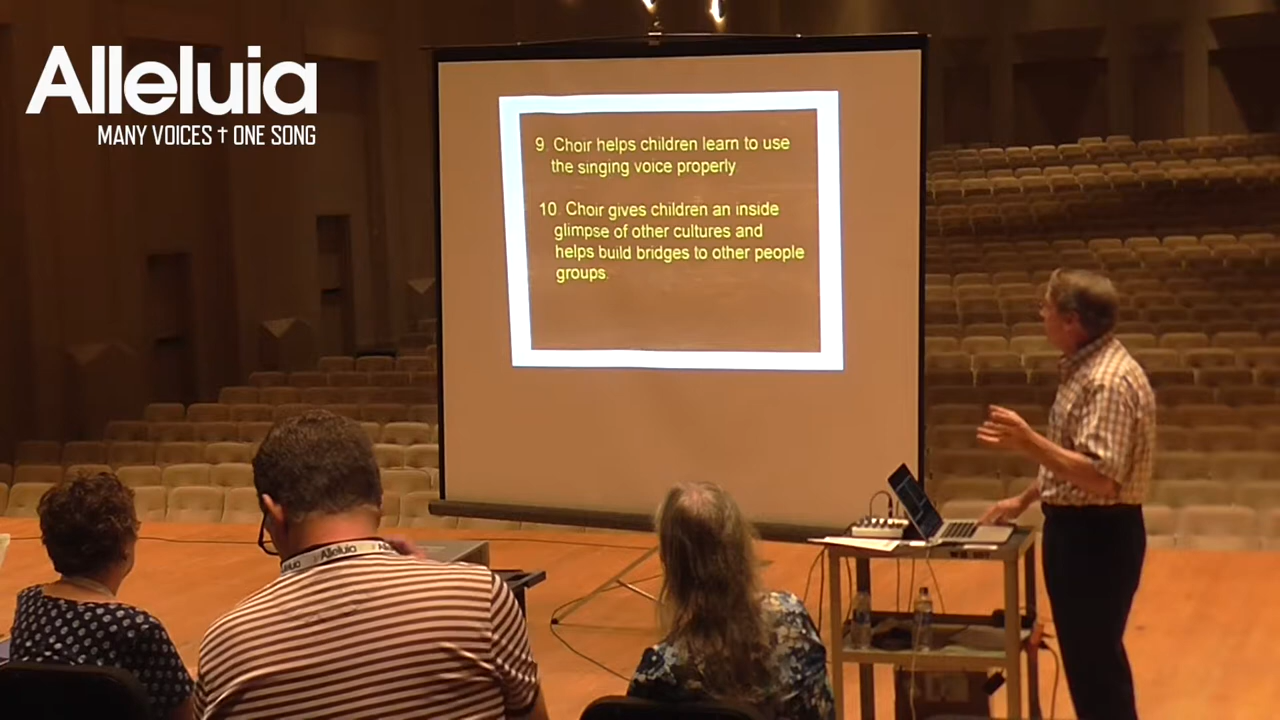 Alleluia
MANY VOICES † ONE SONG
9. Choir helps children learn to use
the singing voice properly.
10. Choir gives children an inside
glimpse of other cultures and
helps build bridges to other people
groups.
Alleluia